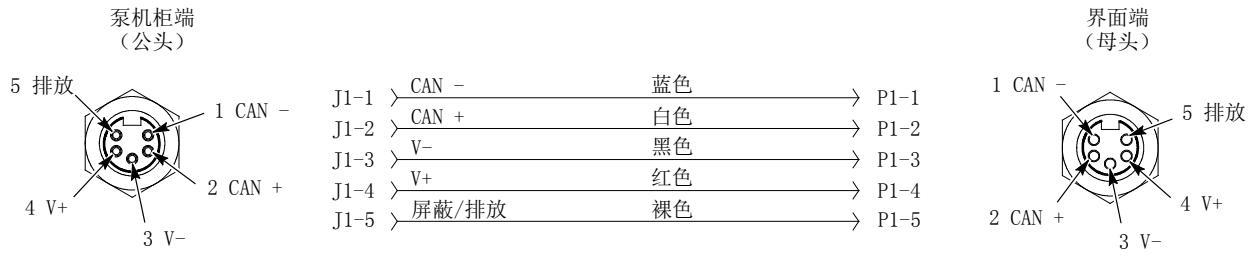 泵机柜端
（公头）
5 排放
1 CAN -
2 CAN +
4 V+
3 V-
J1-1 CAN - 蓝色 P1-1
J1-2 CAN + 白色 P1-2
J1-3 V- 黑色 P1-3
J1-4 V+ 红色 P1-4
J1-5 屏蔽/排放 裸色 P1-5
界面端
（母头）
1 CAN -
5 排放
2 CAN +
4 V+
3 V-